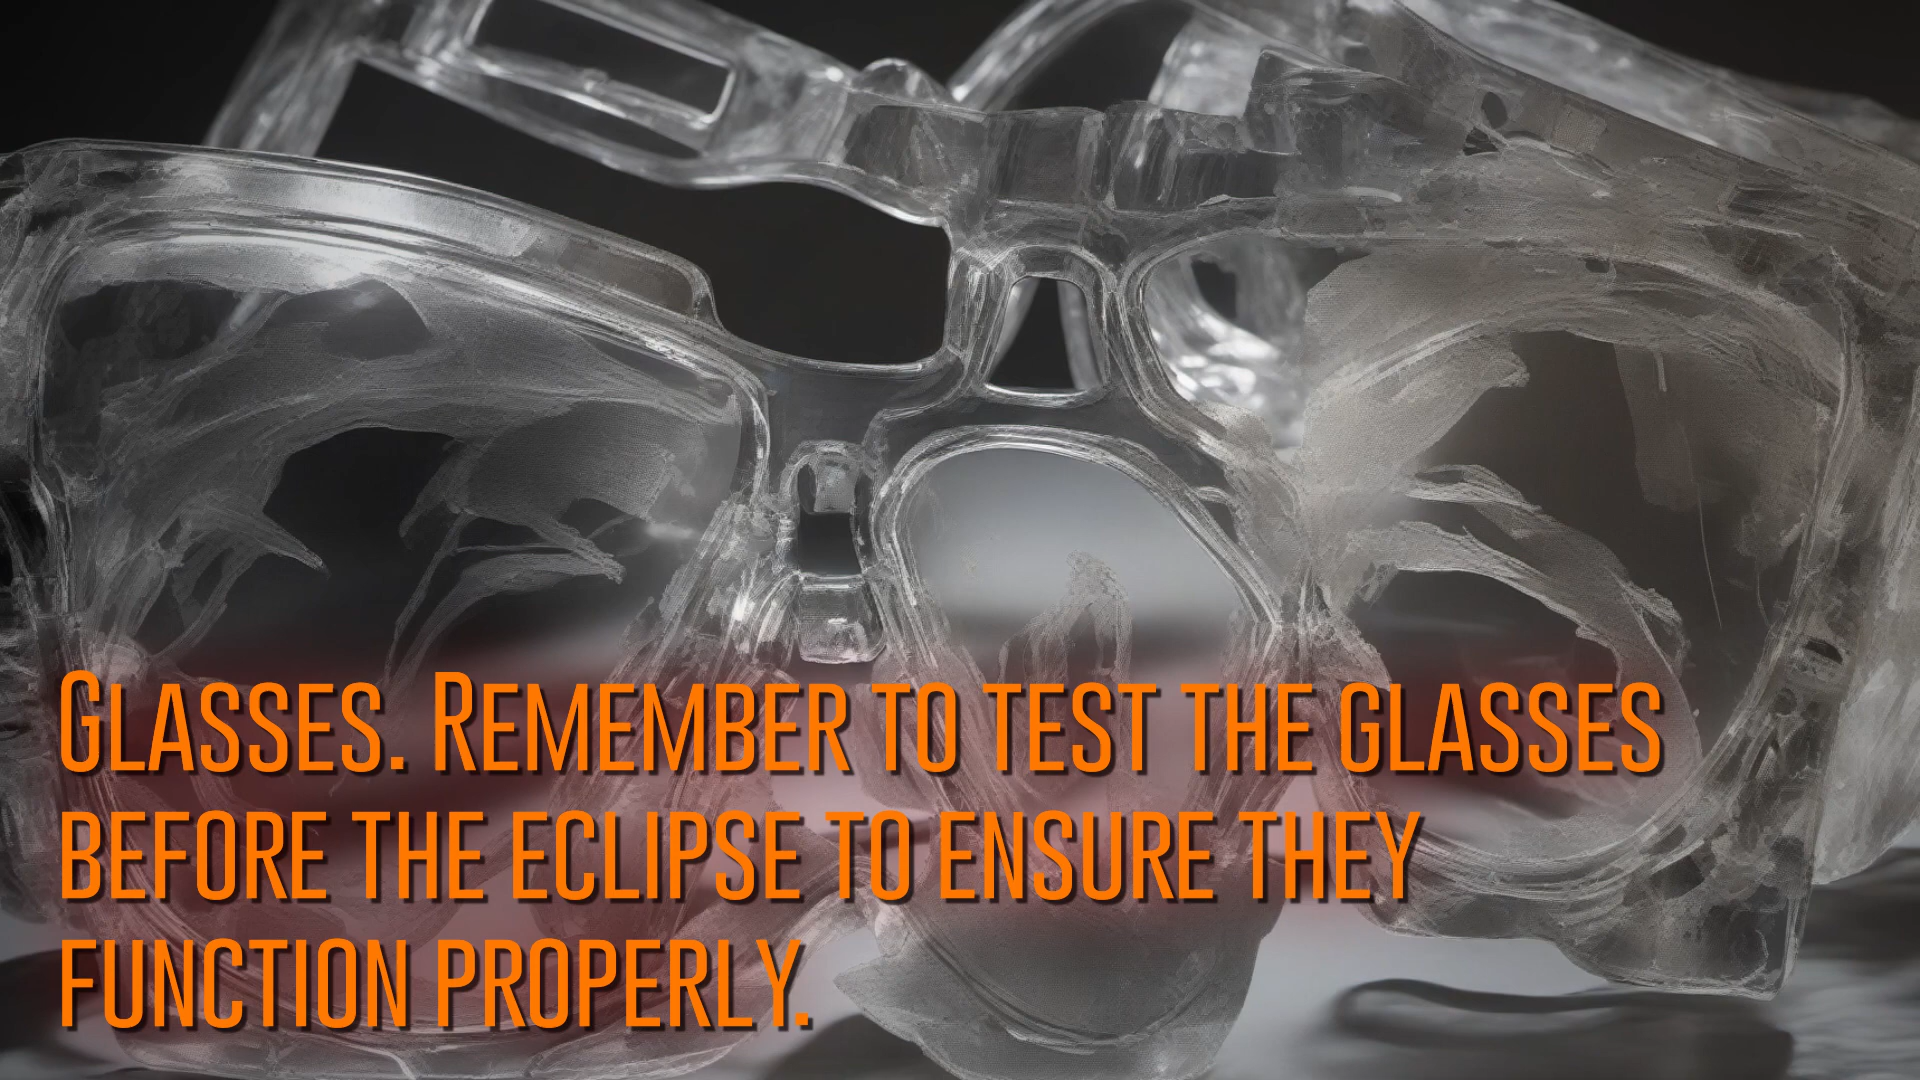 Glasses. Remember to test the glasses
before the eclipse to ensure they
function properly.